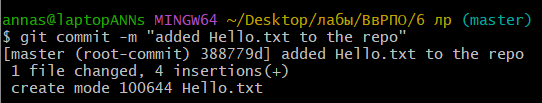 annas@laptopANNs MINGW64 ~/Desktop/лабы/ВвРПО/6 лр (master)
$ git commit -m "added Hello.txt to the repo"
[master (root-commit) 388779d] added Hello.txt to the repo
 1 file changed, 4 insertions(+)
 create mode 100644 Hello.txt